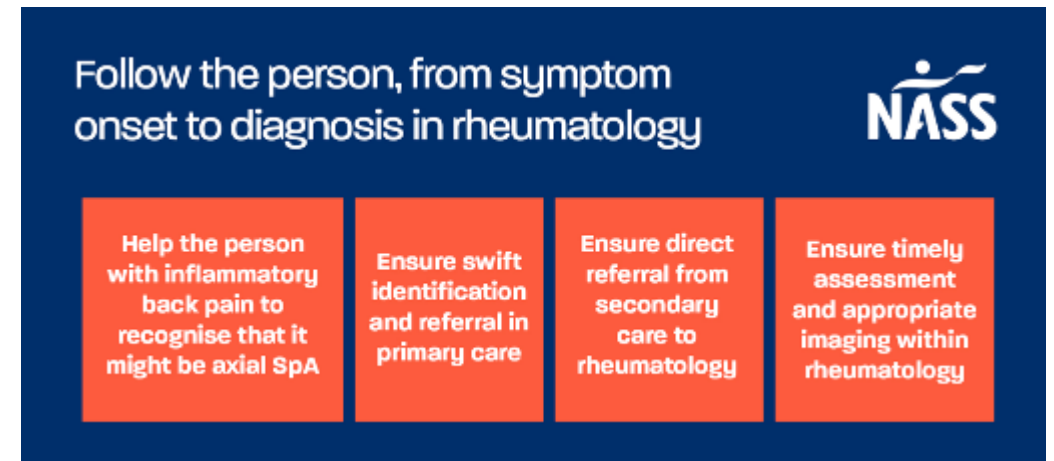 Follow the person, from symptom
onset to diagnosis in rheumatology
NASS
Help the person
with inflammatory
back pain to
recognise that it
might be axial SpA
Ensure swift
identification
and referral in
primary care
Ensure direct
referral from
secondary
care to
rheumatology
Ensure timely
assessment
and appropriate
imaging within
rheumatology